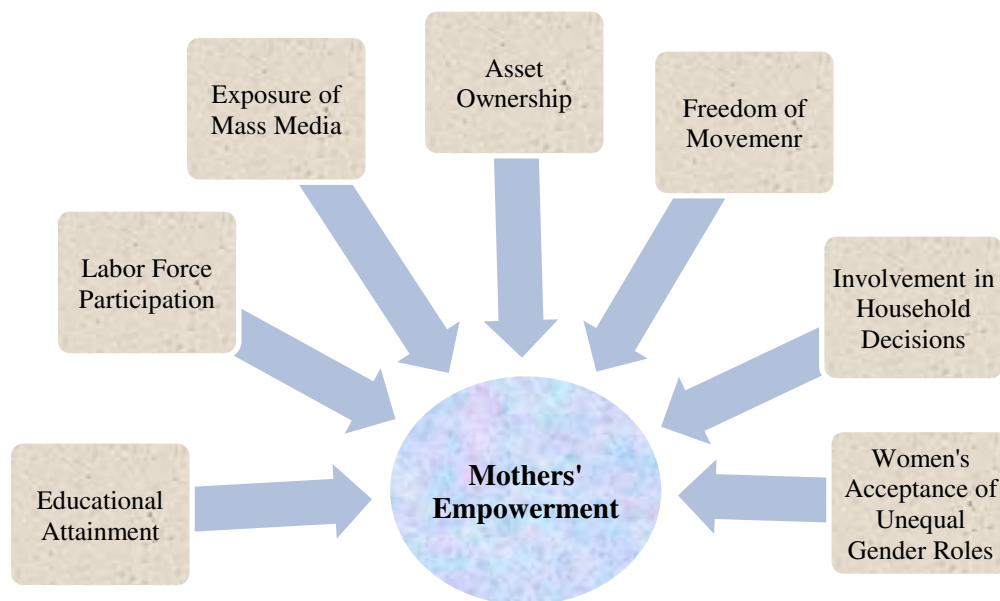 Educational
Attainment
Labor Force
Participation
Exposure of
Mass Media
Asset
Ownership
Freedom of
Movemenr
Involvement in
Household
Decisions
Women's
Acceptance of
Unequal
Gender Roles
Mothers'
Empowerment